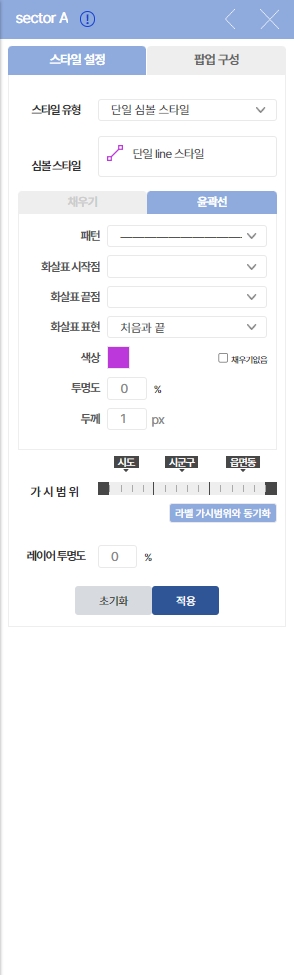 sector A
스타일 설정 팝업 구성
스타일 유형 단일 심볼 스타일
심볼 스타일 단일 line 스타일
채우기 윤곽선
패턴
화살표 시작점
화살표 끝점
화살표 표현 처음과 끝
색상 채우기없음
투명도 0 %
두께 1 px
시도 시군구 읍면동
가 시 범 위
라벨 가시범위와 동기화
레이어 투명도 0 %
초기화 적용